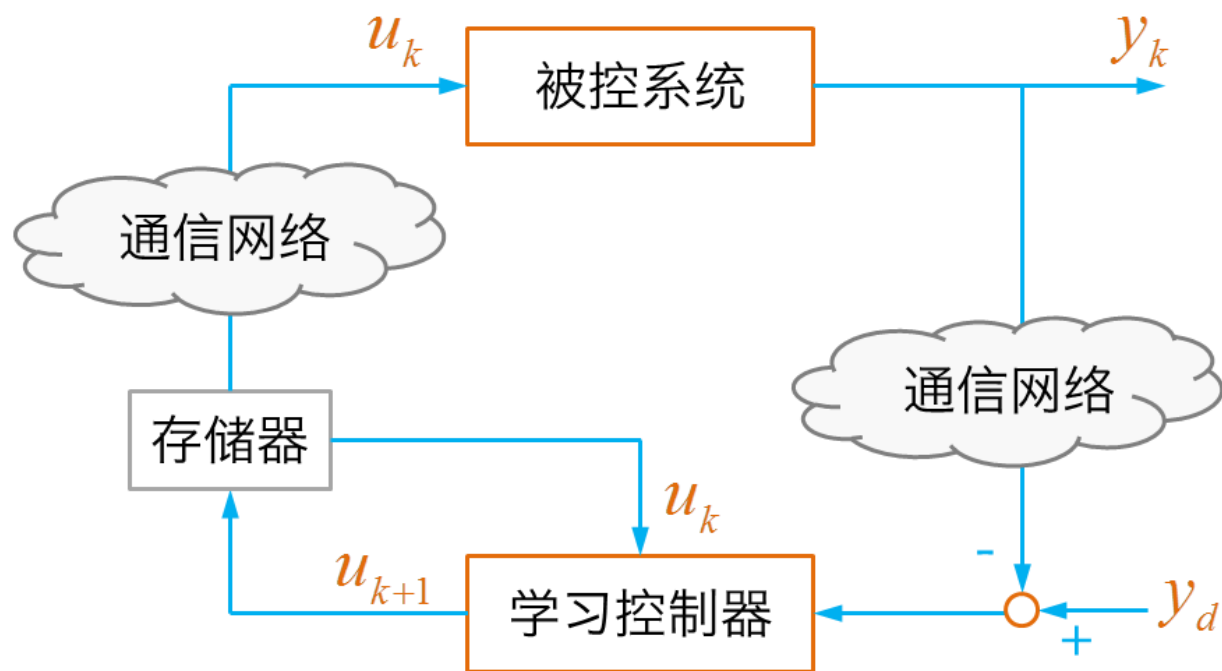 u_k
被控系统
y_k
通信网络
通信网络
存储器
u_k
u_{k+1}
学习控制器
-
+
y_d